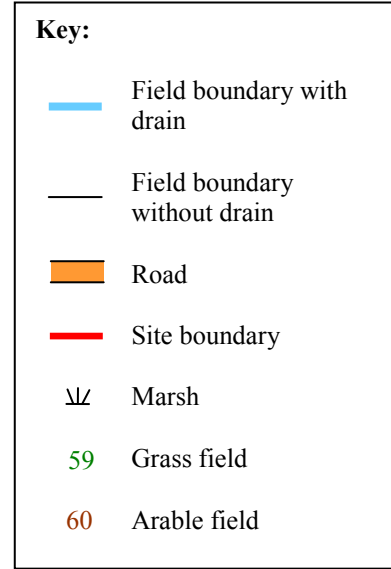 Key:
Field boundary with
drain
Field boundary
without drain
Road
Site boundary
Marsh
59 Grass field
60 Arable field